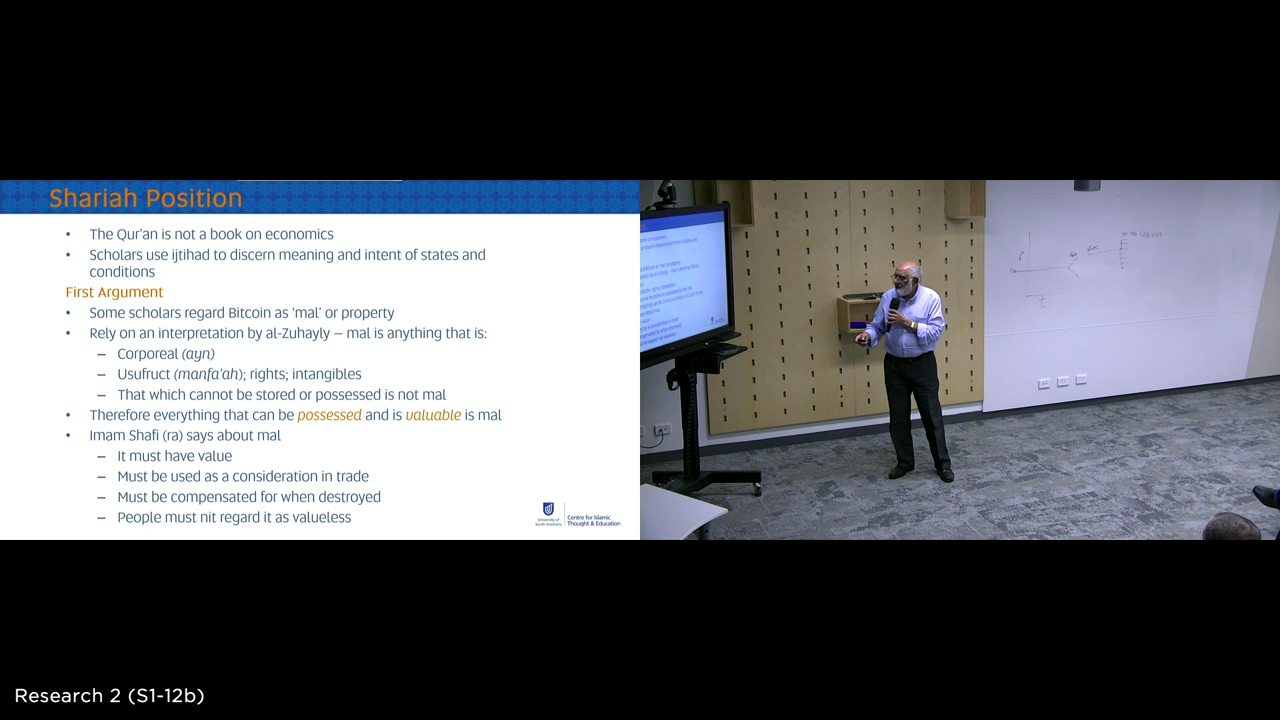 Shariah Position
• The Qur'an is not a book on economics
• Scholars use ijtihad to discern meaning and intent of states and
conditions
First Argument
• Some scholars regard Bitcoin as 'mal' or property
• Rely on an interpretation by al-Zuhayly – mal is anything that is:
– Corporeal (ayn)
– Usufruct (manfa'ah); rights; intangibles
– That which cannot be stored or possessed is not mal
• Therefore everything that can be possessed and is valuable is mal
• Imam Shafi (ra) says about mal
– It must have value
– Must be used as a consideration in trade
– Must be compensated for when destroyed
– People must nit regard it as valueless
University of
South Australia
Centre for Islamic
Thought & Education
Research 2 (S1-12b)